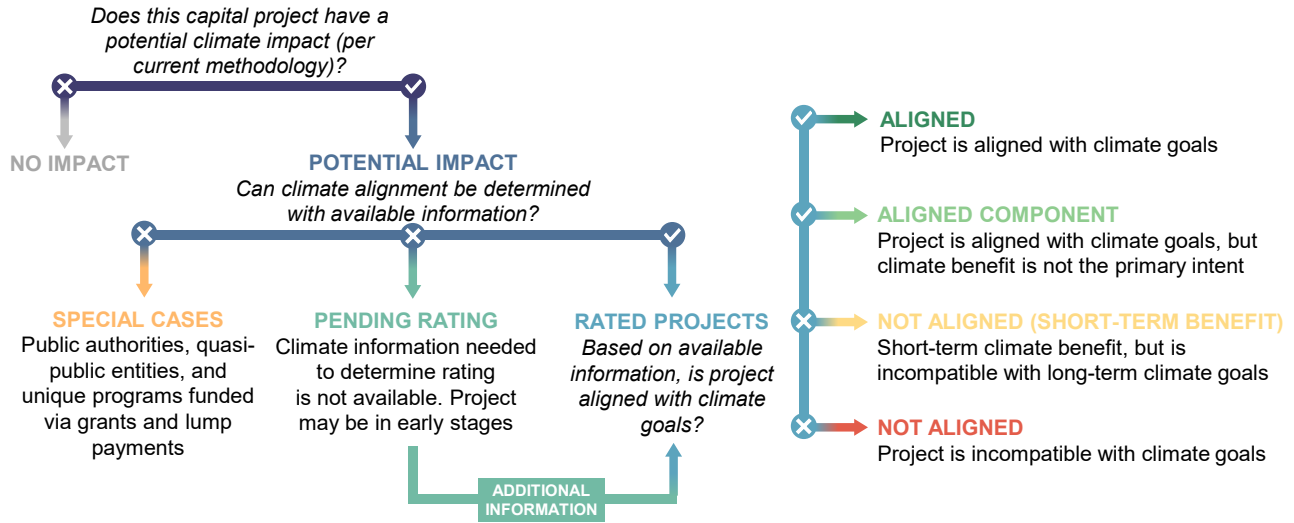 Does this capital project have a
potential climate impact (per
current methodology)?
NO IMPACT
POTENTIAL IMPACT
Can climate alignment be determined
with available information?
SPECIAL CASES
Public authorities, quasi-
public entities, and
unique programs funded
via grants and lump
payments
PENDING RATING
Climate information needed
to determine rating
is not available. Project
may be in early stages
RATED PROJECTS
Based on available
information, is project
aligned with climate
goals?
ADDITIONAL
INFORMATION
ALIGNED
Project is aligned with climate goals
ALIGNED COMPONENT
Project is aligned with climate goals, but
climate benefit is not the primary intent
NOT ALIGNED (SHORT-TERM BENEFIT)
Short-term climate benefit, but is
incompatible with long-term climate goals
NOT ALIGNED
Project is incompatible with climate goals